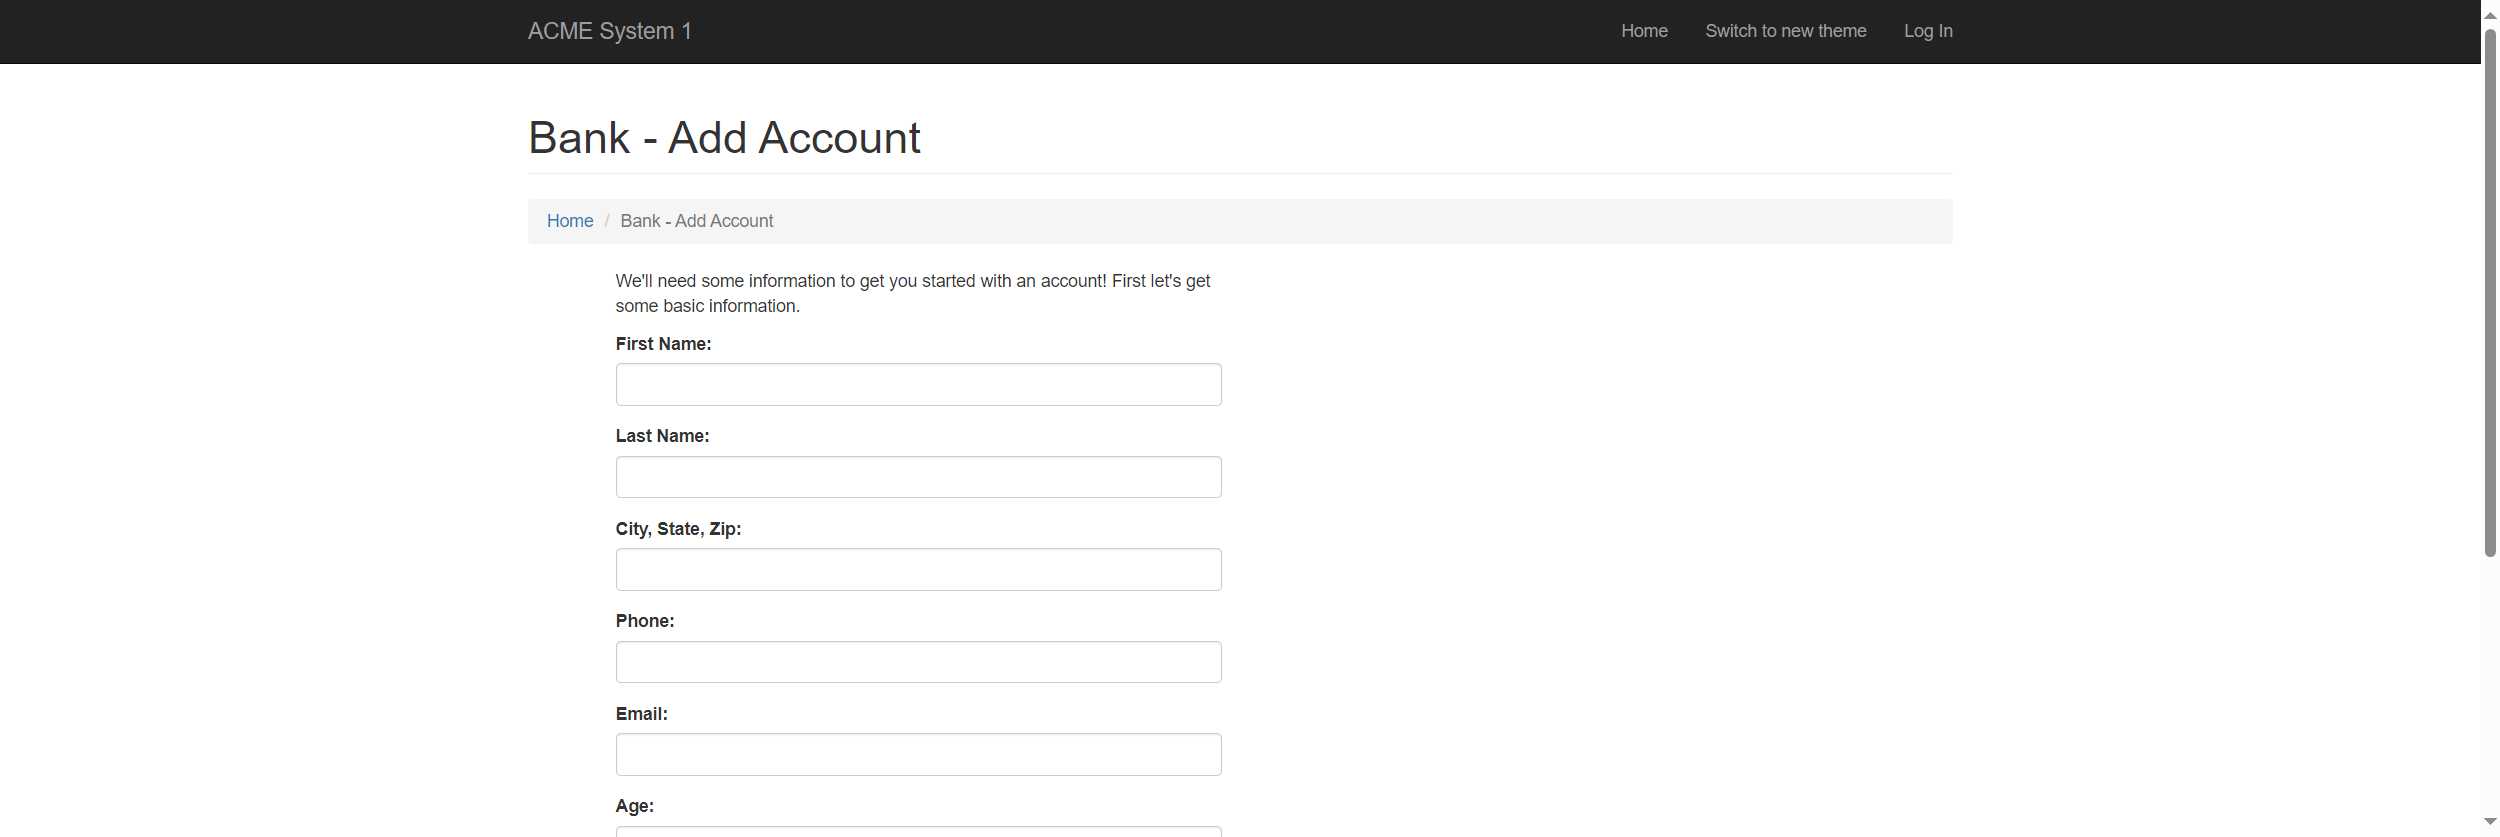 ACME System 1
Home
Switch to new theme
Log In
Bank - Add Account
Home / Bank - Add Account
We'll need some information to get you started with an account! First let's get
some basic information.
First Name:
Last Name:
City, State, Zip:
Phone:
Email:
Age: